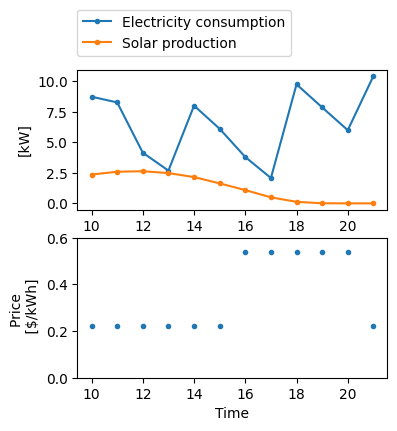 Electricity consumption
Solar production
[kW]
10.0
7.5
5.0
2.5
0.0
10 12 14 16 18 20
Price
[$/kWh]
0.6
0.4
0.2
0.0
10 12 14 16 18 20
Time